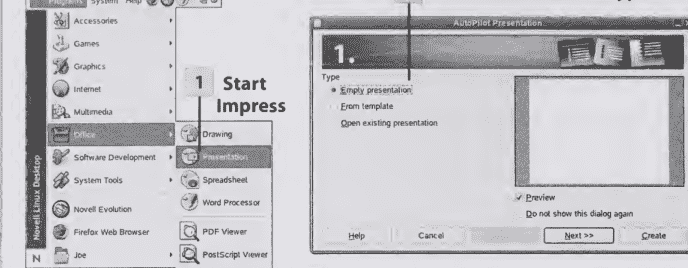 Programs System Help
Accessories
Games
Graphics
Internet
Multimedia
Office
Software Development
System Tools
Novell Evolution
Firefox Web Browser
Joe
Novell Linux Desktop
N
1 Start
Impress
Drawing
Presentation
Spreadsheet
Word Processor
PDF Viewer
PostScript Viewer
AutoPilot Presentation
1.
Type
Empty presentation
From template
Open existing presentation
Preview
Do not show this dialog again
Help Cancel Next >> Create